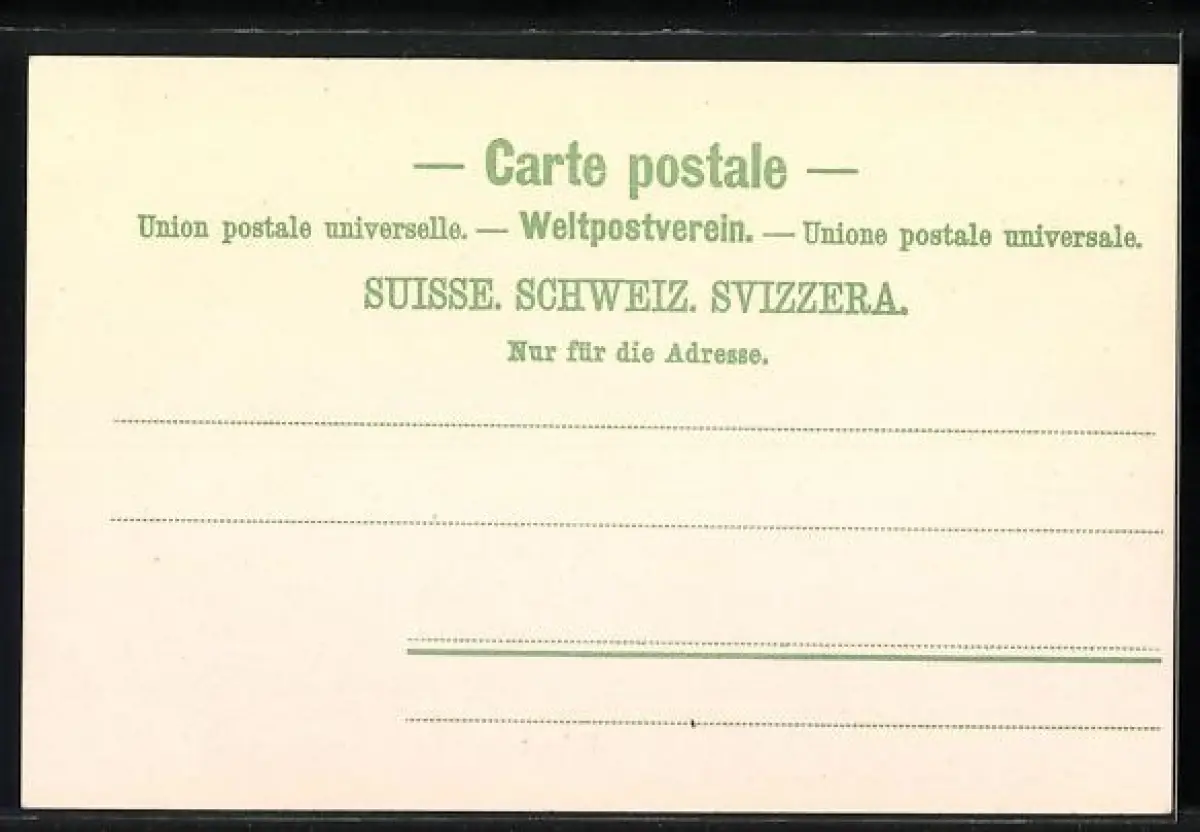 — Carte postale —
Union postale universelle. — Weltpostverein. — Unione postale universale.
SUISSE. SCHWEIZ. SVIZZERA.
Nur für die Adresse.